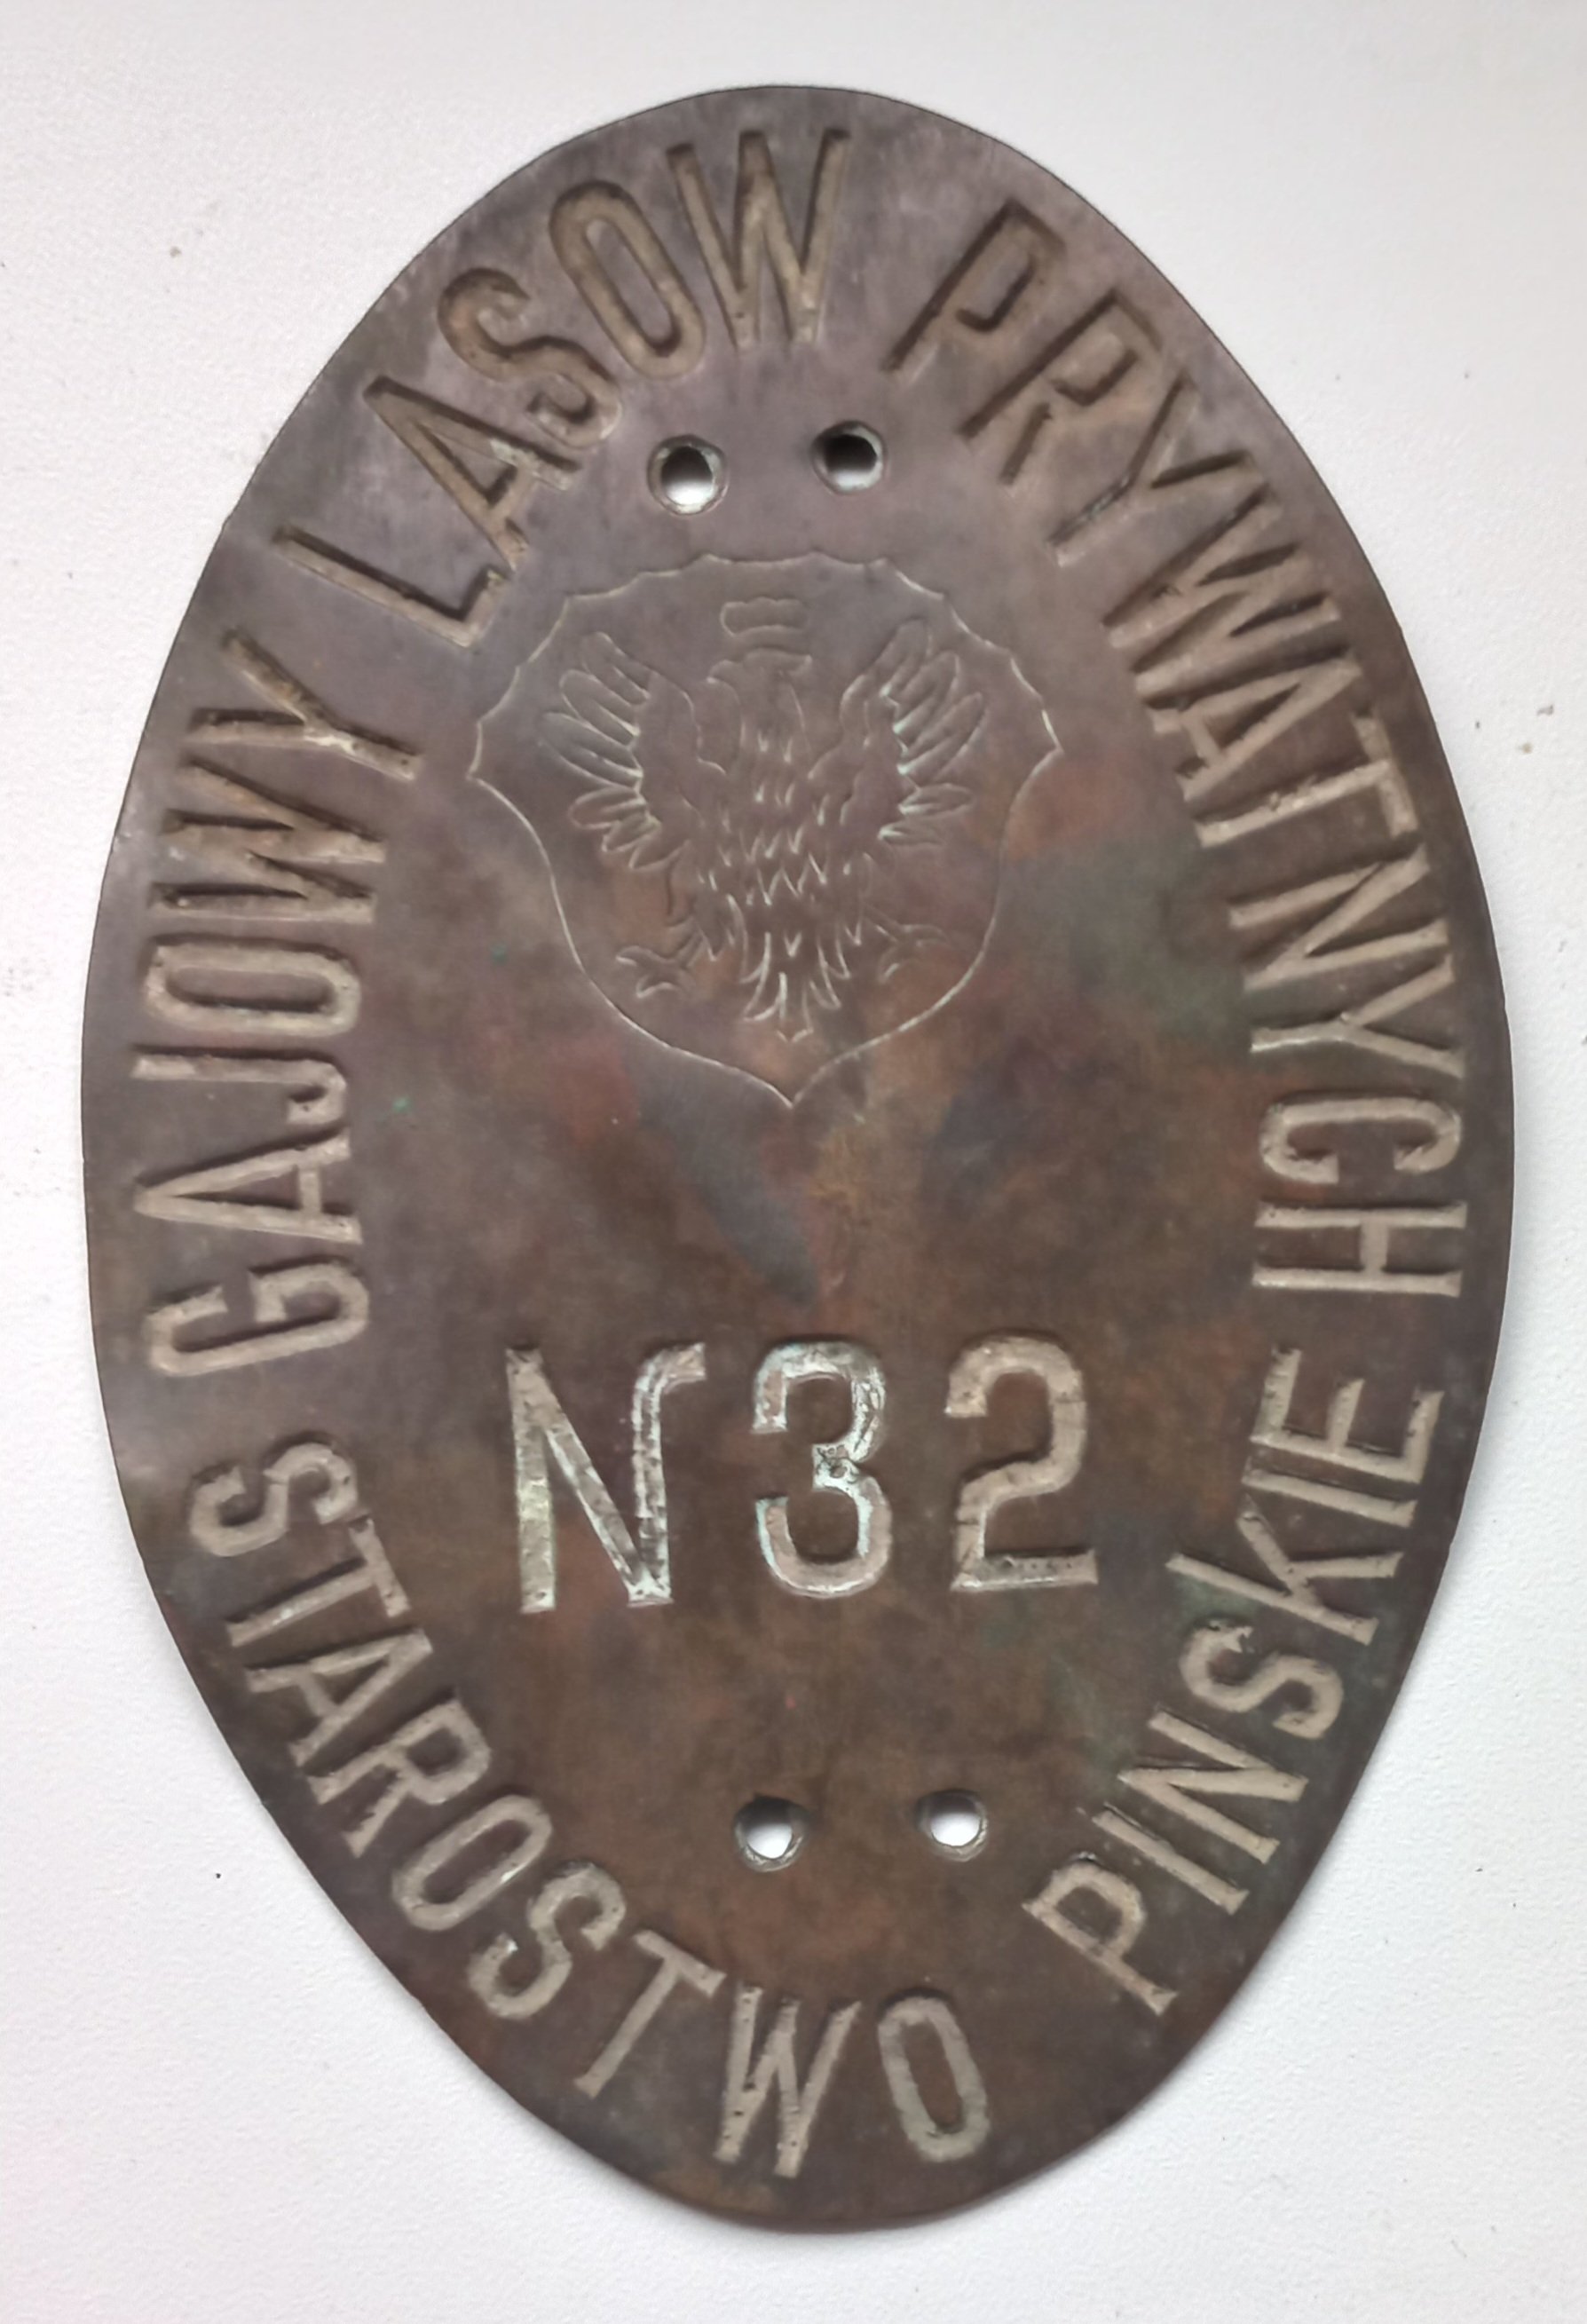 GAJOWY LASOW PRYWATNYCH
N32
STAROSTWO PINSKIE